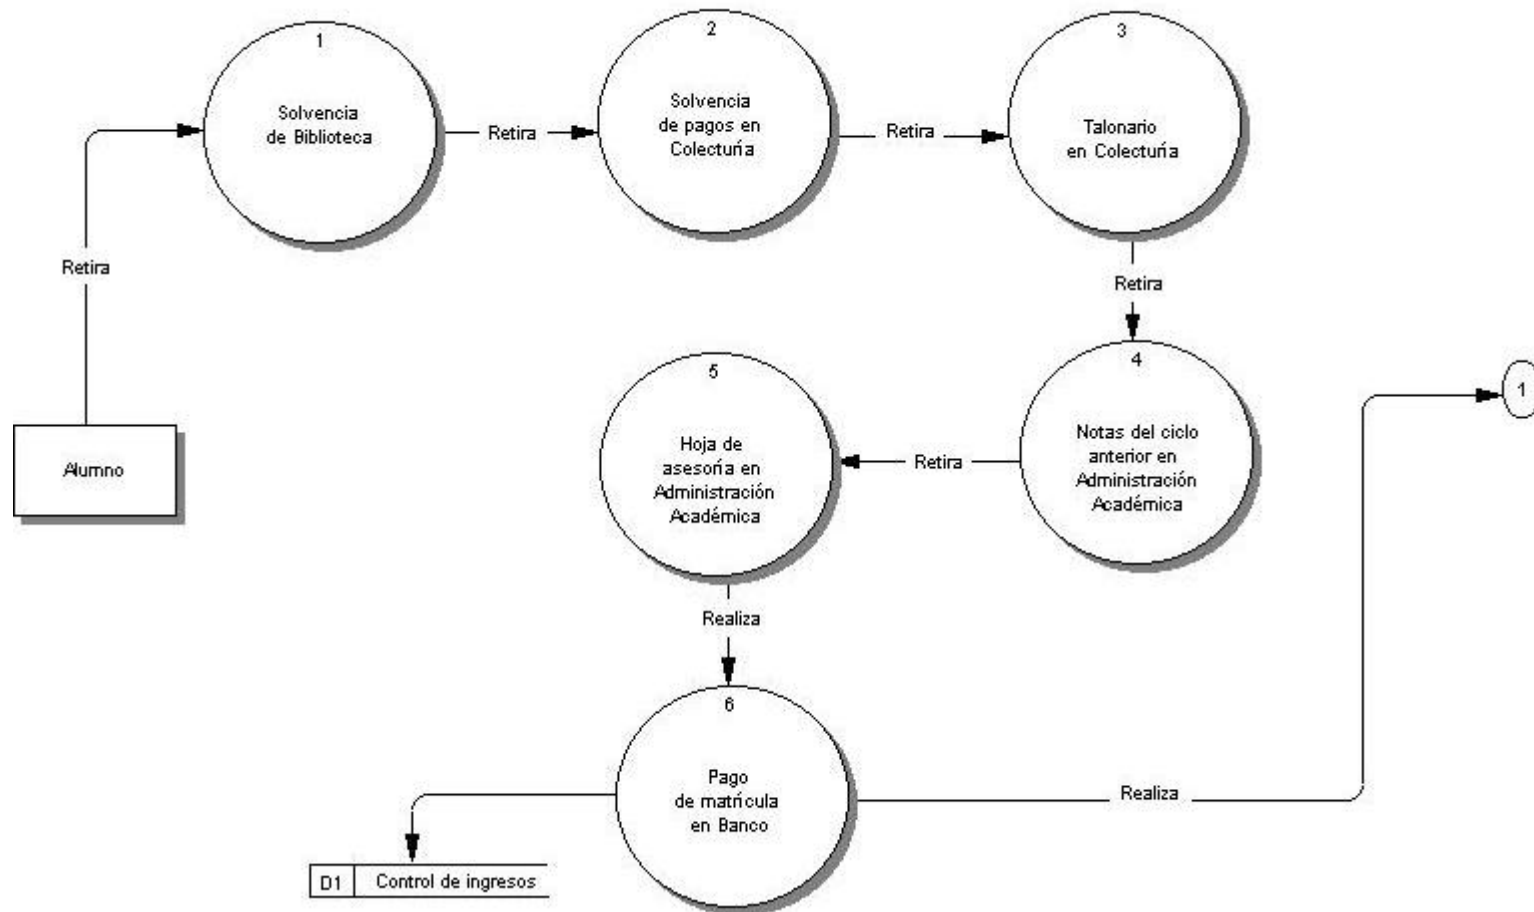 1
Solvencia
de Biblioteca
Retira
2
Solvencia
de pagos en
Colecturía
Retira
3
Talonario
en Colecturía
Retira
Alumno
Retira
4
Notas del ciclo
anterior en
Administración
Académica
Retira
5
Hoja de
asesoría en
Administración
Académica
Realiza
6
Pago
de matrícula
en Banco
Realiza
1
D1 Control de ingresos